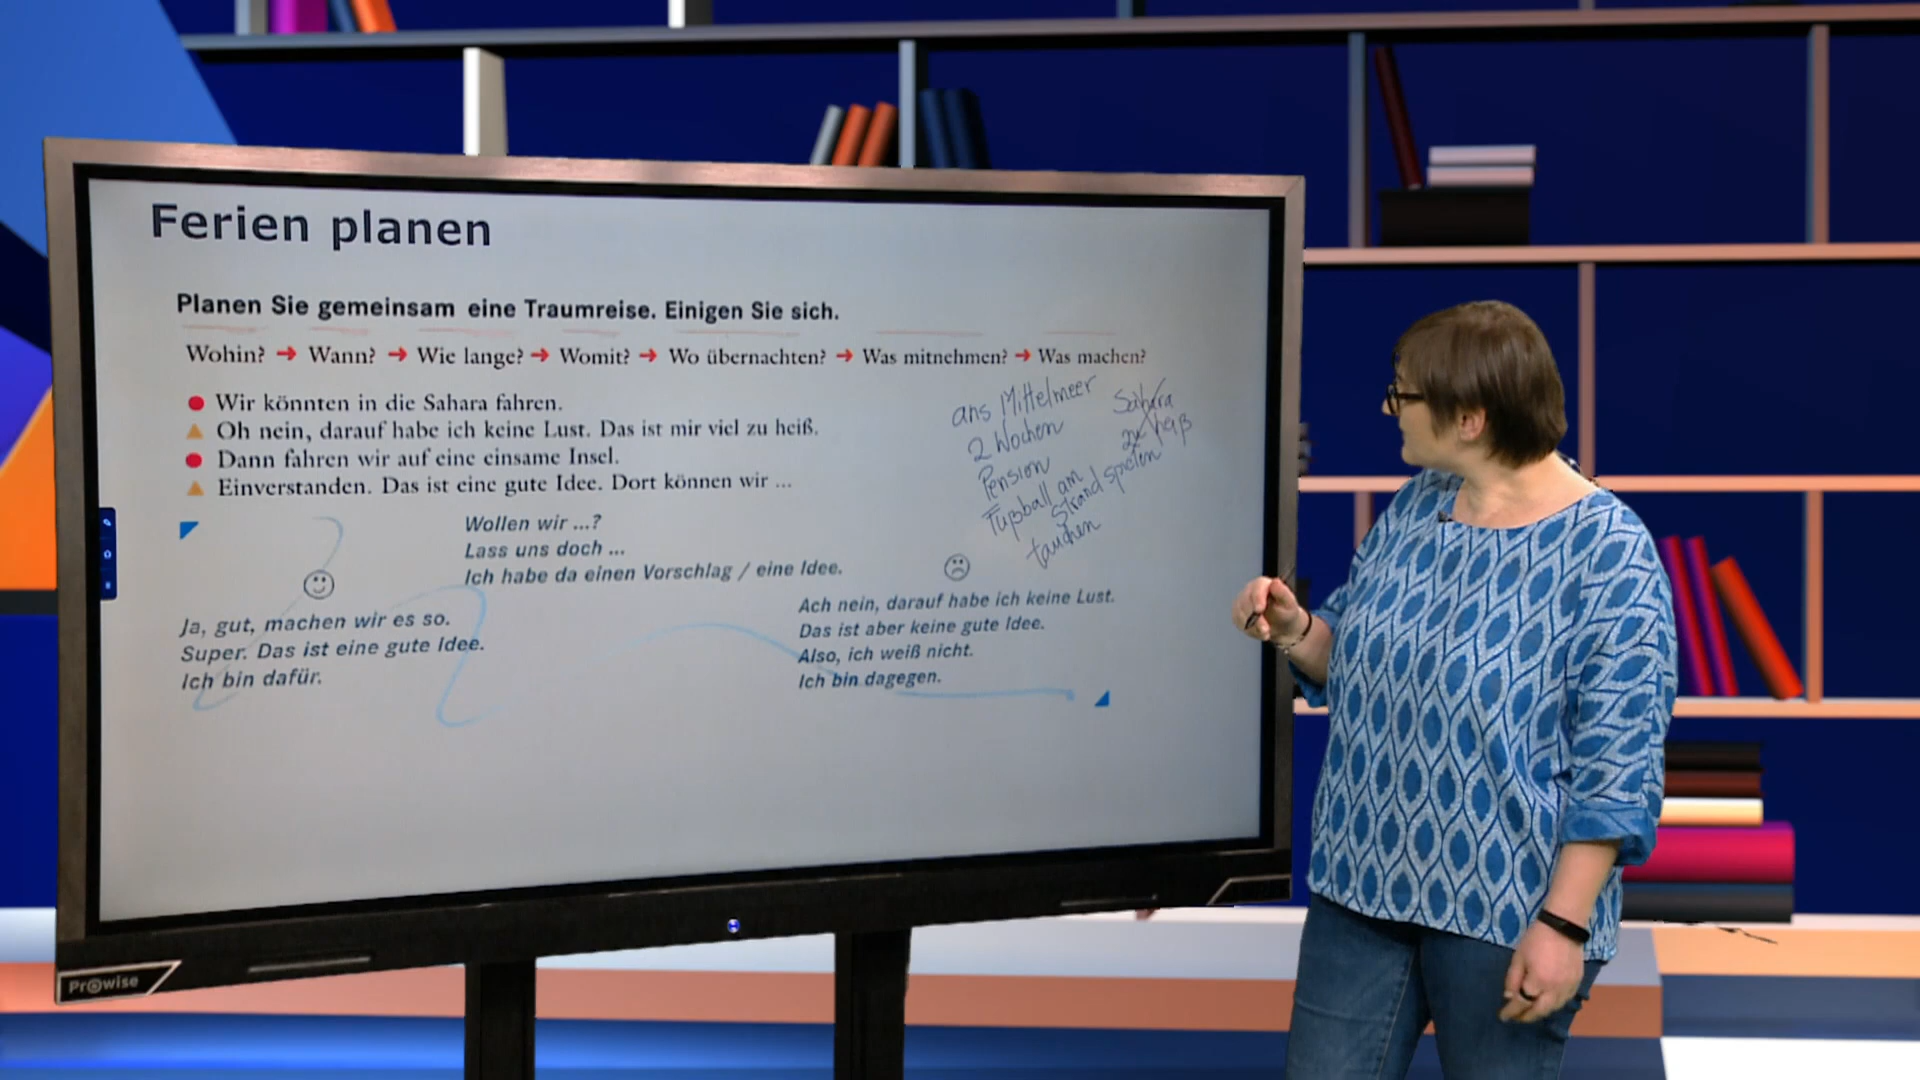 Ferien planen
Planen Sie gemeinsam eine Traumreise. Einigen Sie sich.
Wohin? → Wann? → Wie lange? → Womit? → Wo übernachten? → Was mitnehmen? → Was machen?
Wir könnten in die Sahara fahren.
Oh nein, darauf habe ich keine Lust. Das ist mir viel zu heiß.
Dann fahren wir auf eine einsame Insel.
Einverstanden. Das ist eine gute Idee. Dort können wir ...
ans Mittelmeer
2 Wochen
Pension
Fußball am
Strand spielen
tauchen
Sahara
zu heiß
Wollen wir ...?
Lass uns doch ...
Ich habe da einen Vorschlag / eine Idee.
Ja, gut, machen wir es so.
Super. Das ist eine gute Idee.
Ich bin dafür.
Ach nein, darauf habe ich keine Lust.
Das ist aber keine gute Idee.
Also, ich weiß nicht.
Ich bin dagegen.
Prowise